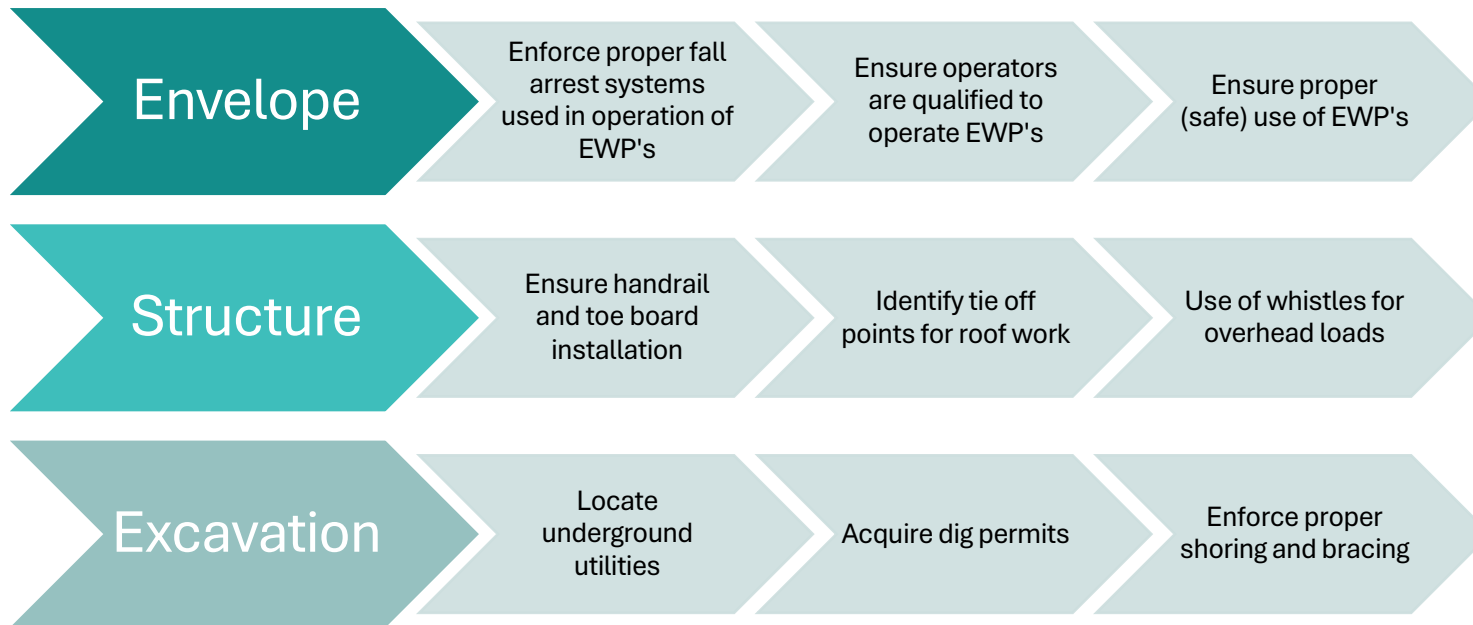 Envelope
Enforce proper fall
arrest systems
used in operation of
EWP's
Ensure operators
are qualified to
operate EWP's
Ensure proper
(safe) use of EWP's
Structure
Ensure handrail
and toe board
installation
Identify tie off
points for roof work
Use of whistles for
overhead loads
Excavation
Locate
underground
utilities
Acquire dig permits
Enforce proper
shoring and bracing